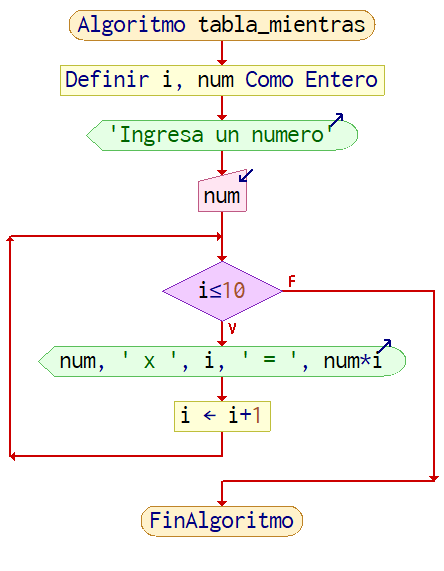 Algoritmo tabla_mientras
Definir i, num Como Entero
'Ingresa un numero'
num
i≤10
F
V
num, ' x ', i, ' = ', num*i
i ← i+1
FinAlgoritmo